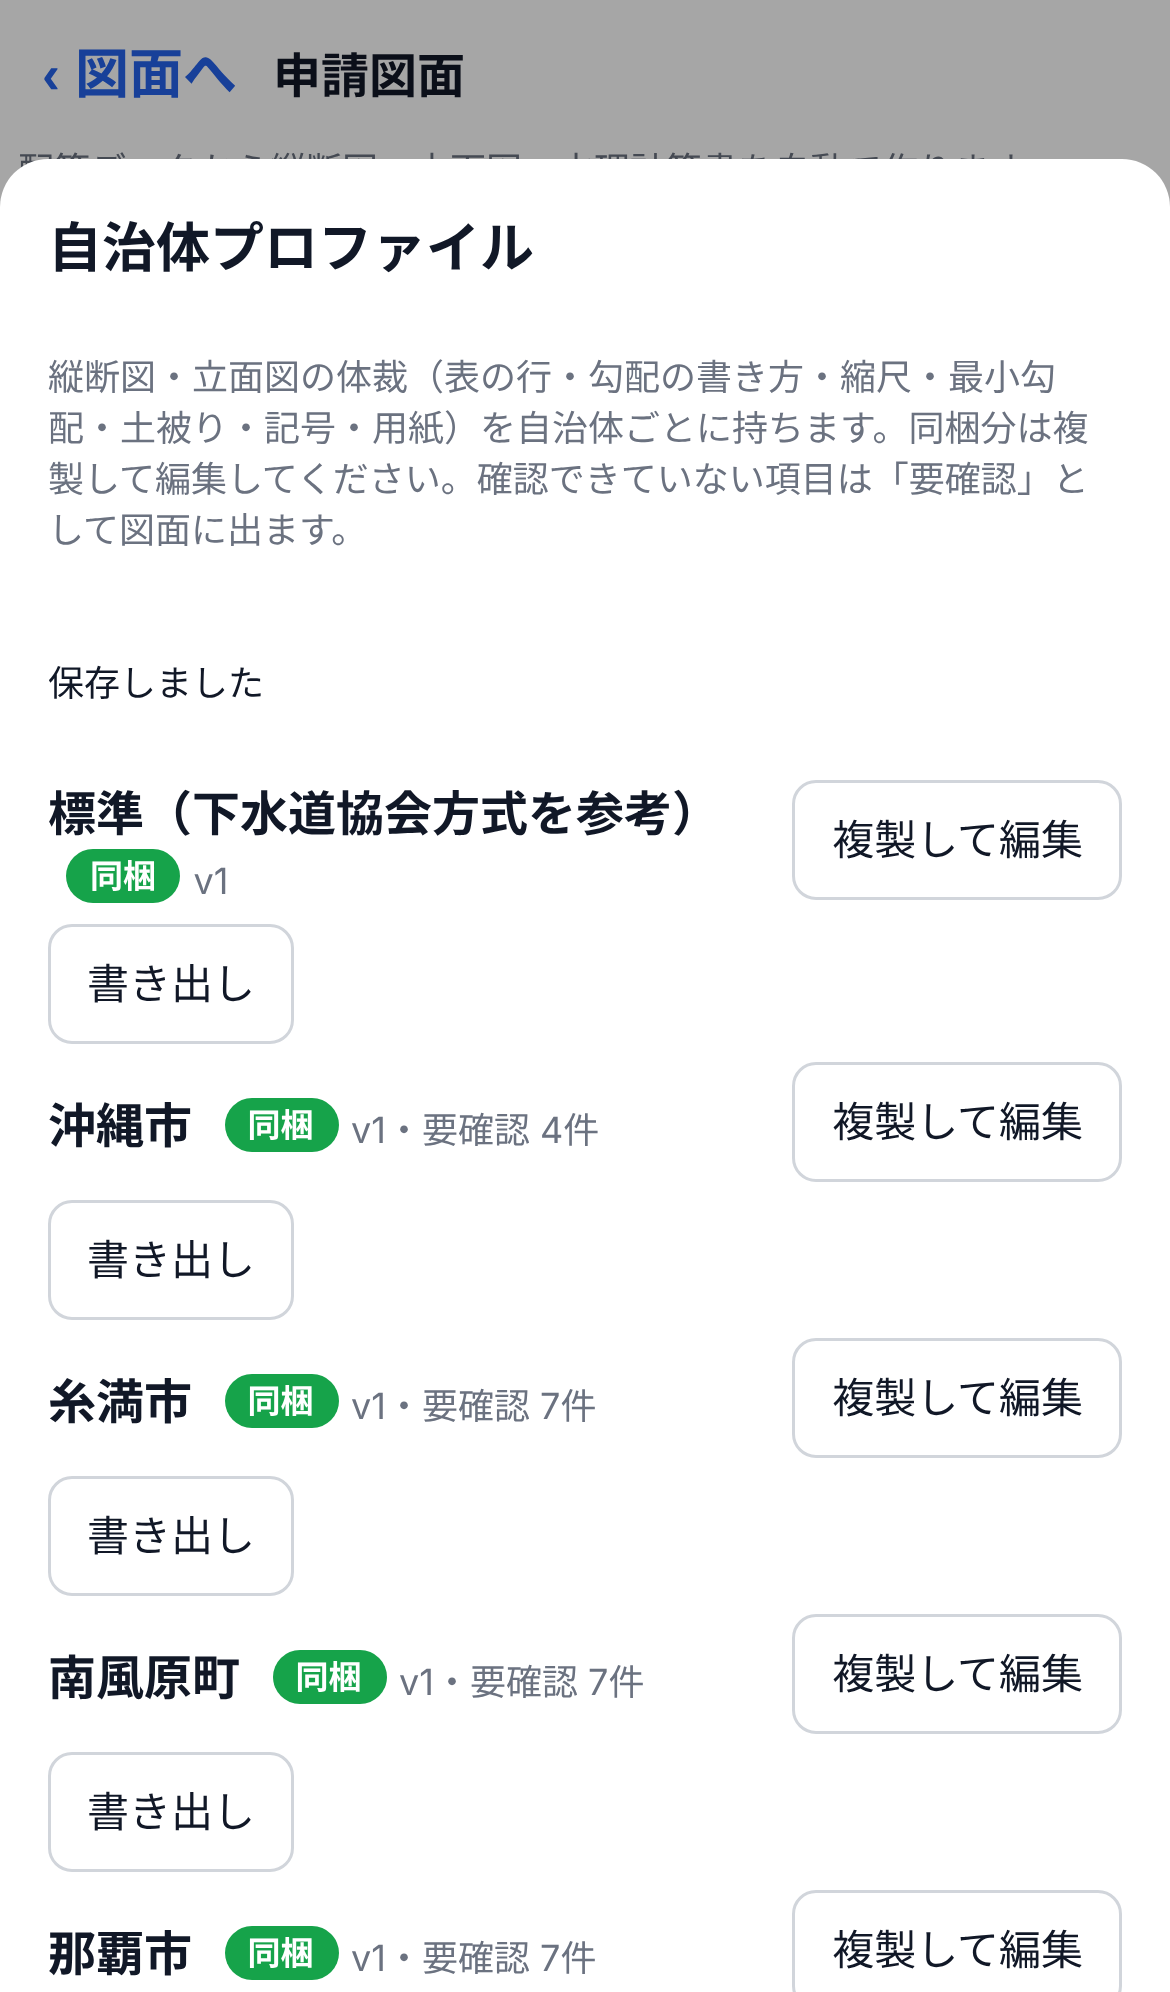 ‹ 図面へ 申請図面
自治体プロファイル
縦断図・立面図の体裁（表の行・勾配の書き方・縮尺・最小勾
配・土被り・記号・用紙）を自治体ごとに持ちます。同梱分は複
製して編集してください。確認できていない項目は「要確認」と
して図面に出ます。
保存しました
標準（下水道協会方式を参考）
複製して編集
同梱 v1
書き出し
沖縄市 同梱 v1・要確認 4件 複製して編集
書き出し
糸満市 同梱 v1・要確認 7件 複製して編集
書き出し
南風原町 同梱 v1・要確認 7件 複製して編集
書き出し
那覇市 同梱 v1・要確認 7件 複製して編集